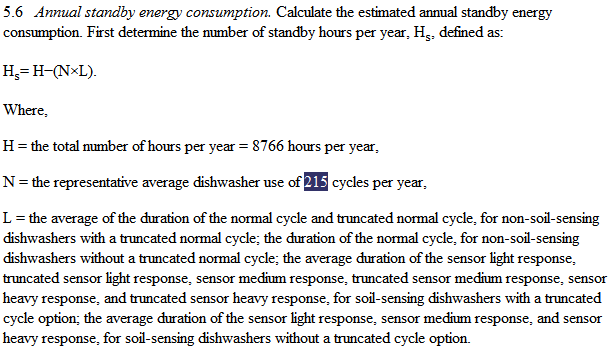 5.6 Annual standby energy consumption. Calculate the estimated annual standby energy
consumption. First determine the number of standby hours per year, Hs, defined as:
Hs= H−(N×L).
Where,
H = the total number of hours per year = 8766 hours per year,
N = the representative average dishwasher use of 215 cycles per year,
L = the average of the duration of the normal cycle and truncated normal cycle, for non-soil-sensing
dishwashers with a truncated normal cycle; the duration of the normal cycle, for non-soil-sensing
dishwashers without a truncated normal cycle; the average duration of the sensor light response,
truncated sensor light response, sensor medium response, truncated sensor medium response, sensor
heavy response, and truncated sensor heavy response, for soil-sensing dishwashers with a truncated
cycle option; the average duration of the sensor light response, sensor medium response, and sensor
heavy response, for soil-sensing dishwashers without a truncated cycle option.